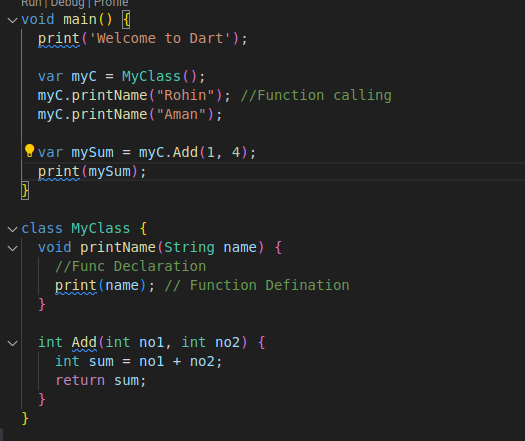 Run | Debug | Profile
void main() {
  print('Welcome to Dart');

  var myC = MyClass();
  myC.printName("Rohin"); //Function calling
  myC.printName("Aman");

  var mySum = myC.Add(1, 4);
  print(mySum);
}

class MyClass {
  void printName(String name) {
    //Func Declaration
    print(name); // Function Defination
  }

  int Add(int no1, int no2) {
    int sum = no1 + no2;
    return sum;
  }
}